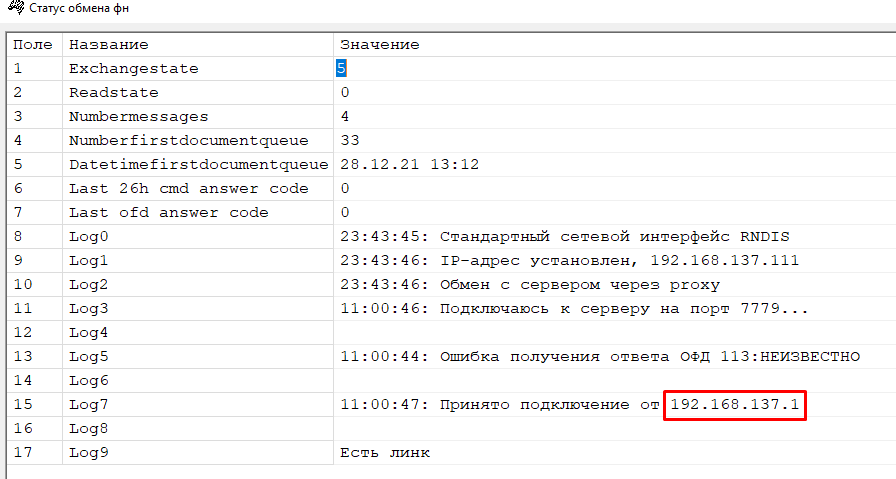 Статус обмена фн
Поле Название Значение
1 Exchangestate 5
2 Readstate 0
3 Numbermessages 4
4 Numberfirstdocumentqueue 33
5 Datetimefirstdocumentqueue 28.12.21 13:12
6 Last 26h cmd answer code 0
7 Last ofd answer code 0
8 Log0 23:43:45: Стандартный сетевой интерфейс RNDIS
9 Log1 23:43:46: IP-адрес установлен, 192.168.137.111
10 Log2 23:43:46: Обмен с сервером через proxy
11 Log3 11:00:46: Подключаюсь к серверу на порт 7779...
12 Log4
13 Log5 11:00:44: Ошибка получения ответа ОФД 113:НЕИЗВЕСТНО
14 Log6
15 Log7 11:00:47: Принято подключение от 192.168.137.1
16 Log8
17 Log9 Есть линк